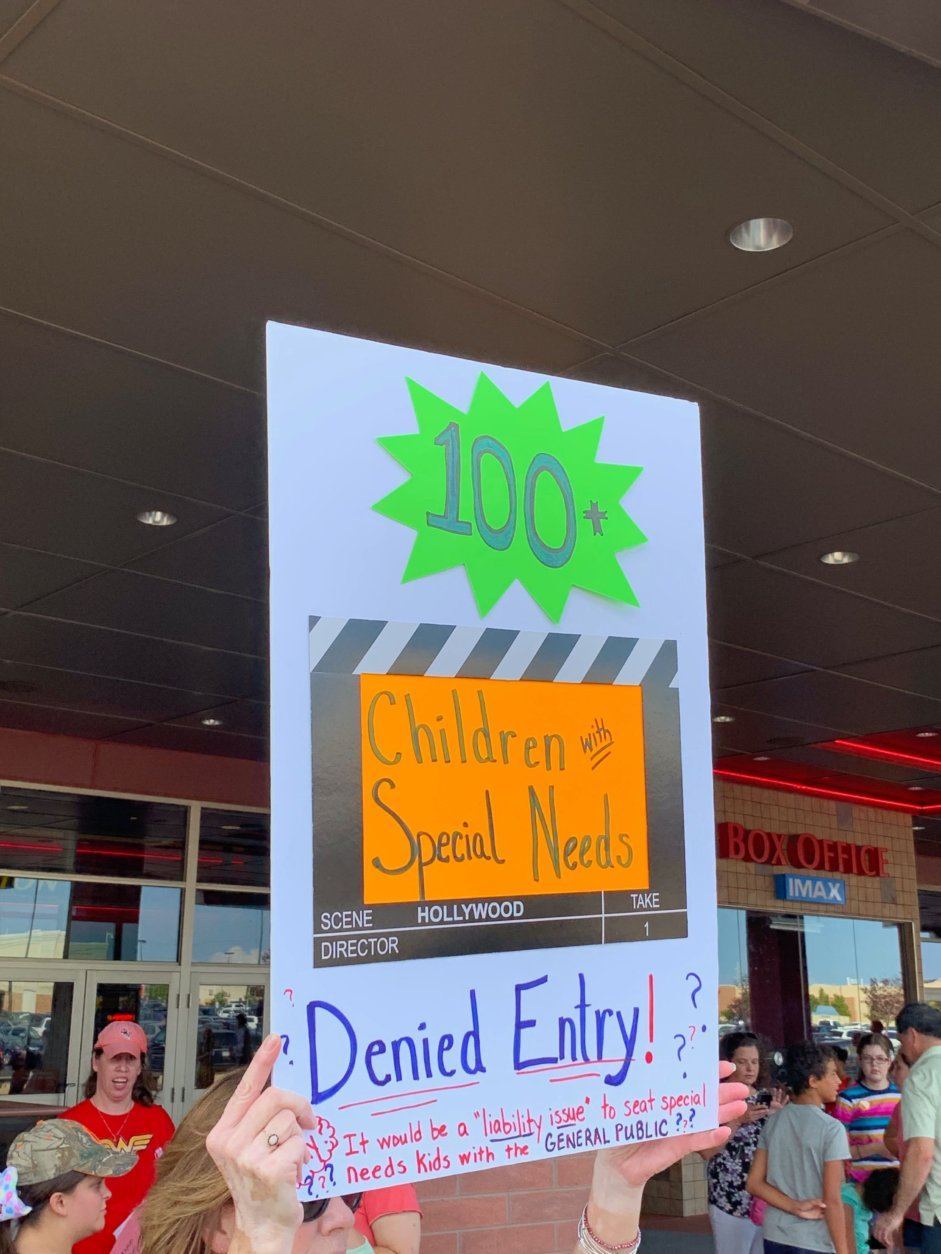 100+
Children with
Special Needs
SCENE HOLLYWOOD TAKE
DIRECTOR 1
? Denied Entry! ?
? ? ?
It would be a "liability issue" to seat special
??? needs kids with the GENERAL PUBLIC ???
BOX OFFICE
IMAX